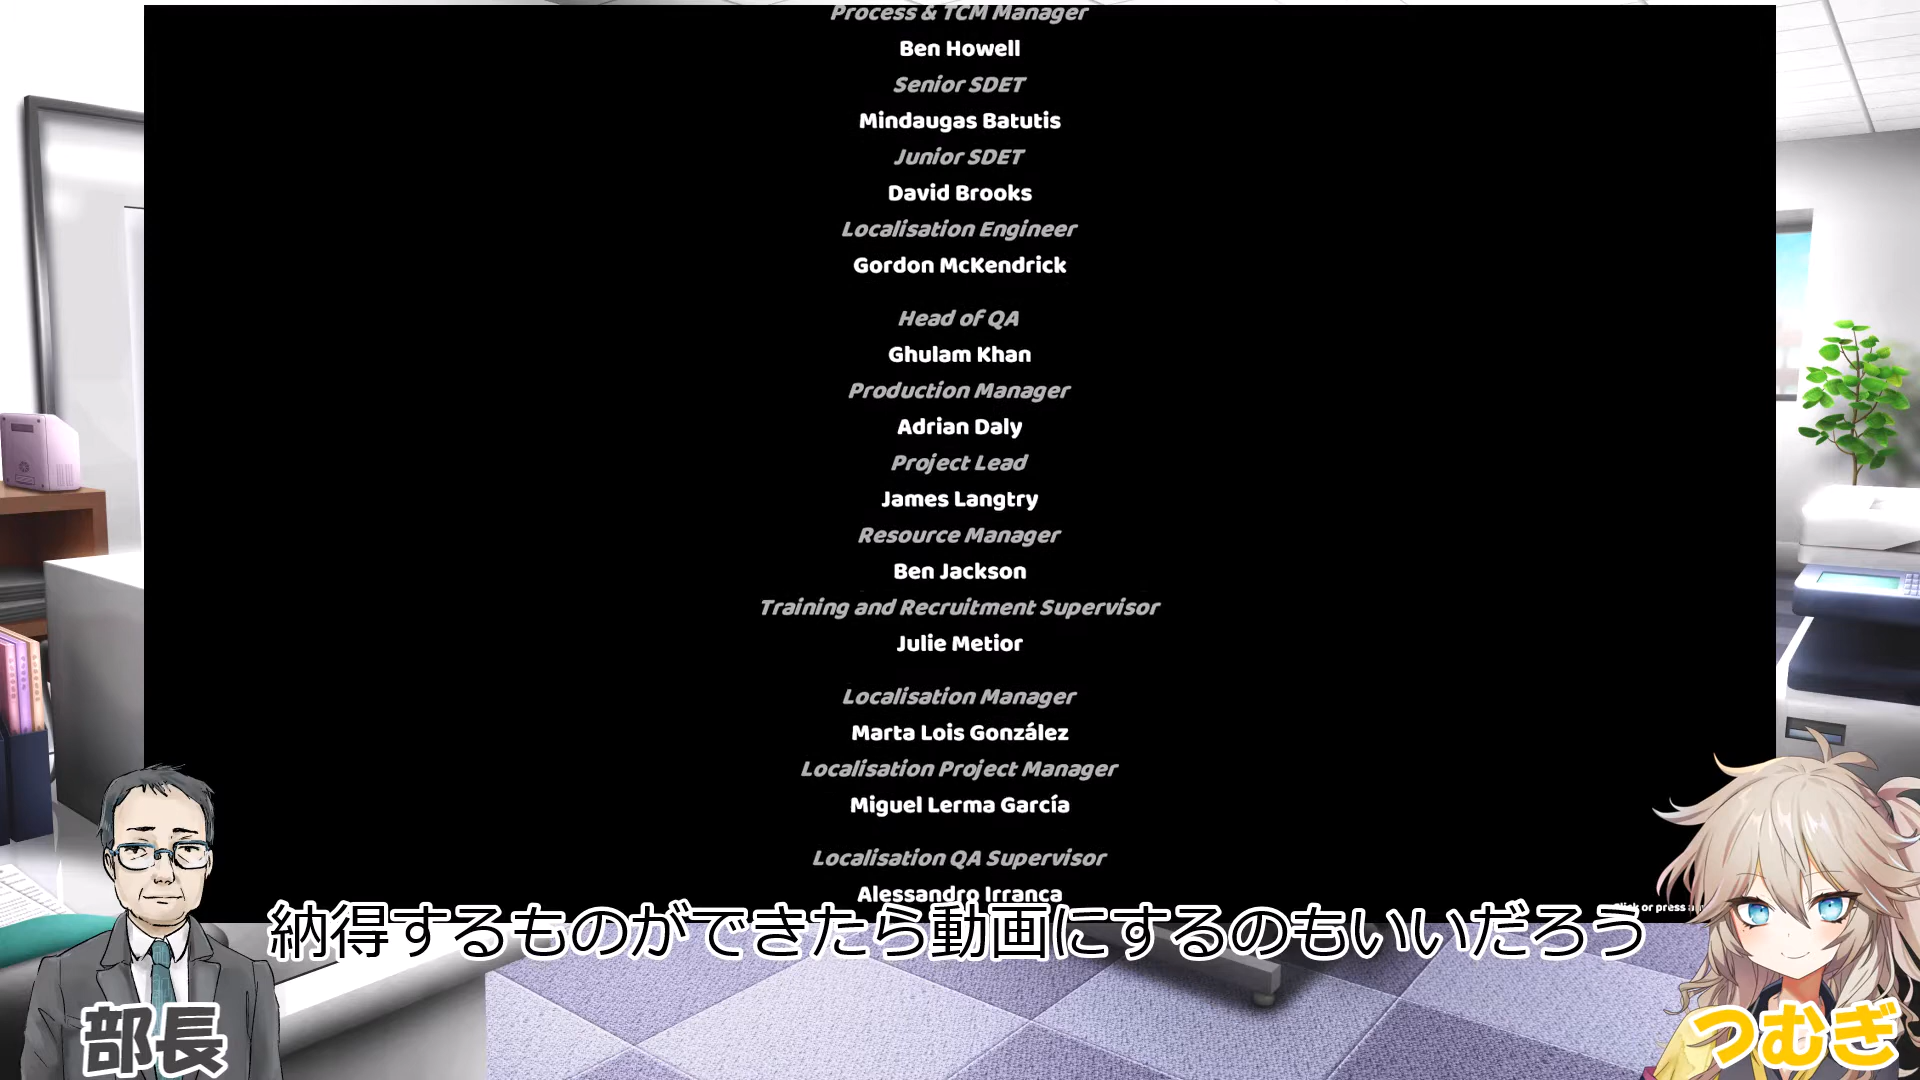 Process & TCM Manager
Ben Howell
Senior SDET
Mindaugas Batutis
Junior SDET
David Brooks
Localisation Engineer
Gordon McKendrick
Head of QA
Ghulam Khan
Production Manager
Adrian Daly
Project Lead
James Langtry
Resource Manager
Ben Jackson
Training and Recruitment Supervisor
Julie Metior
Localisation Manager
Marta Lois González
Localisation Project Manager
Miguel Lerma García
Localisation QA Supervisor
Alessandro Irranca
or press
納得するものができたら動画にするのもいいだろう
部長
つむぎ